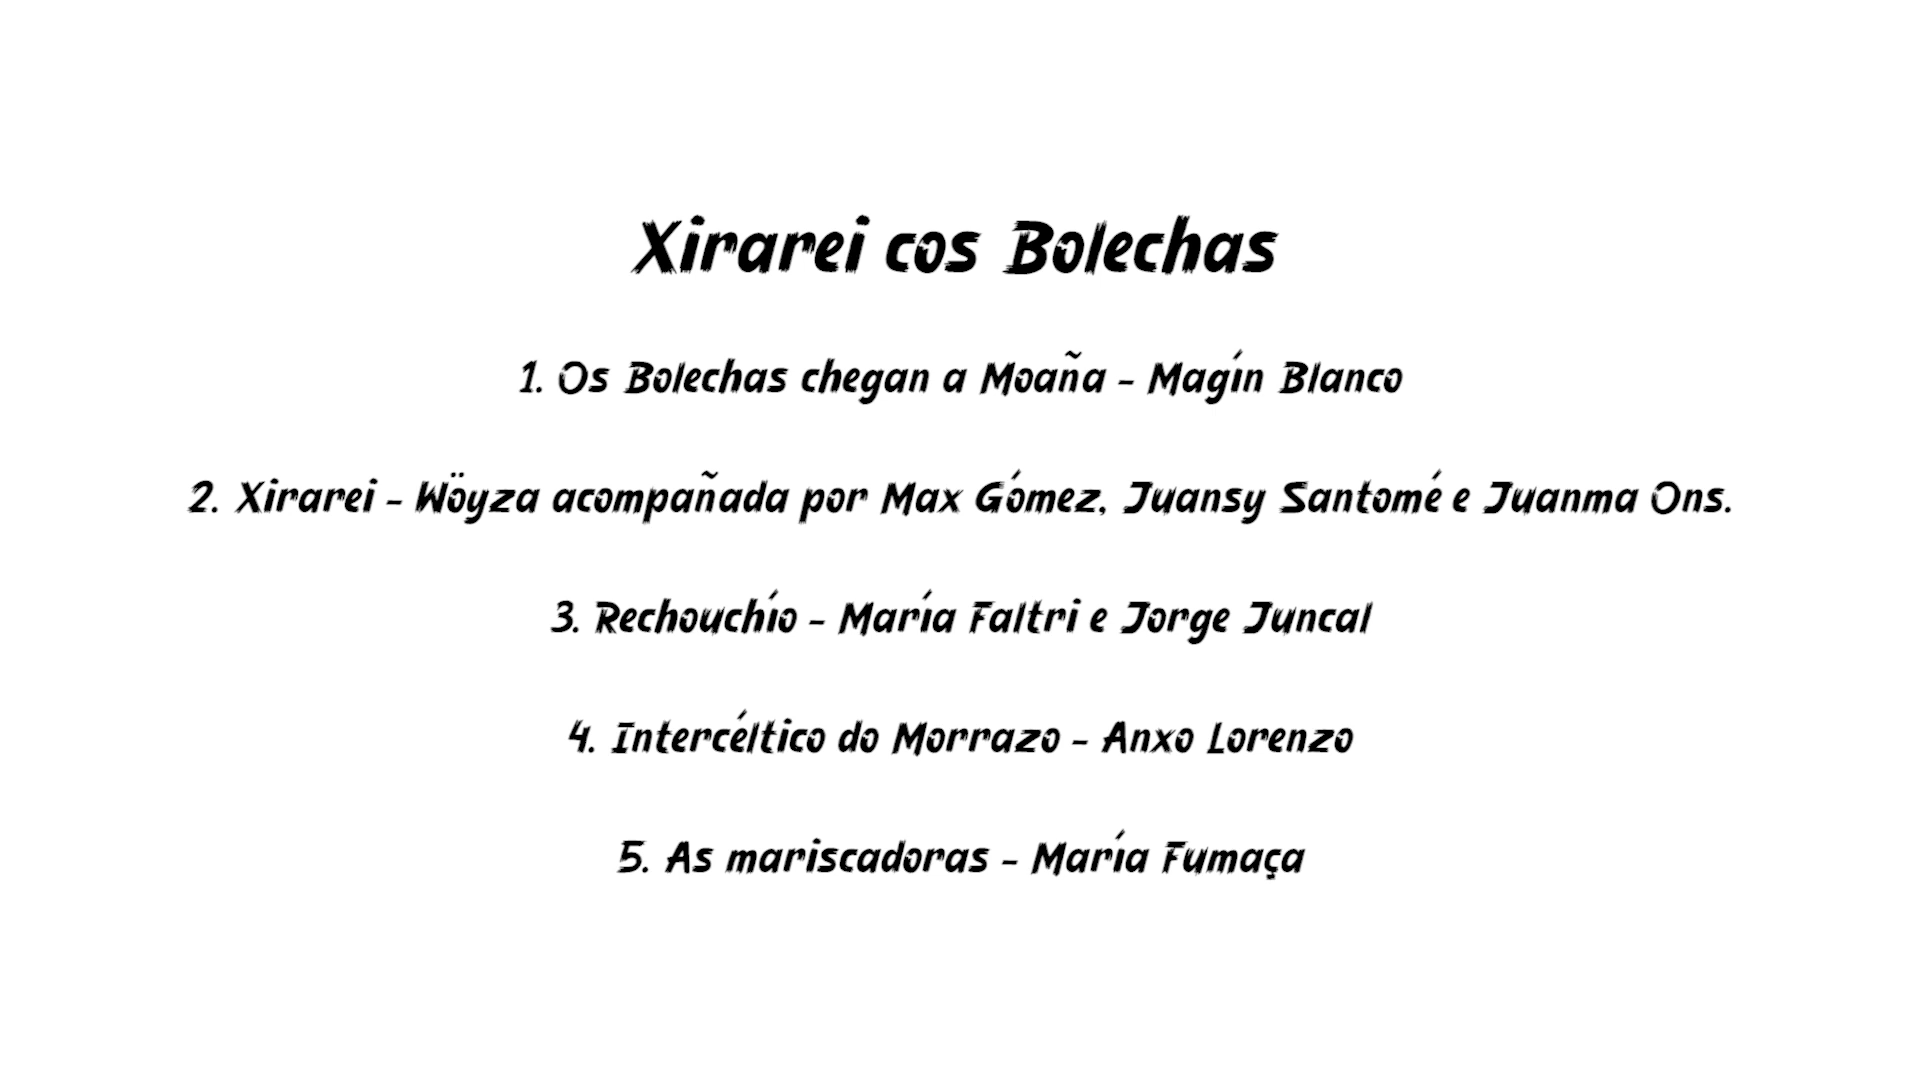 Xirarei cos Bolechas
1. Os Bolechas chegan a Moaña - Magín Blanco
2. Xirarei - Wöyza acompañada por Max Gómez, Juansy Santomé e Juanma Ons.
3. Rechouchío - María Faltri e Jorge Juncal
4. Intercéltico do Morrazo - Anxo Lorenzo
5. As mariscadoras - María Fumaça